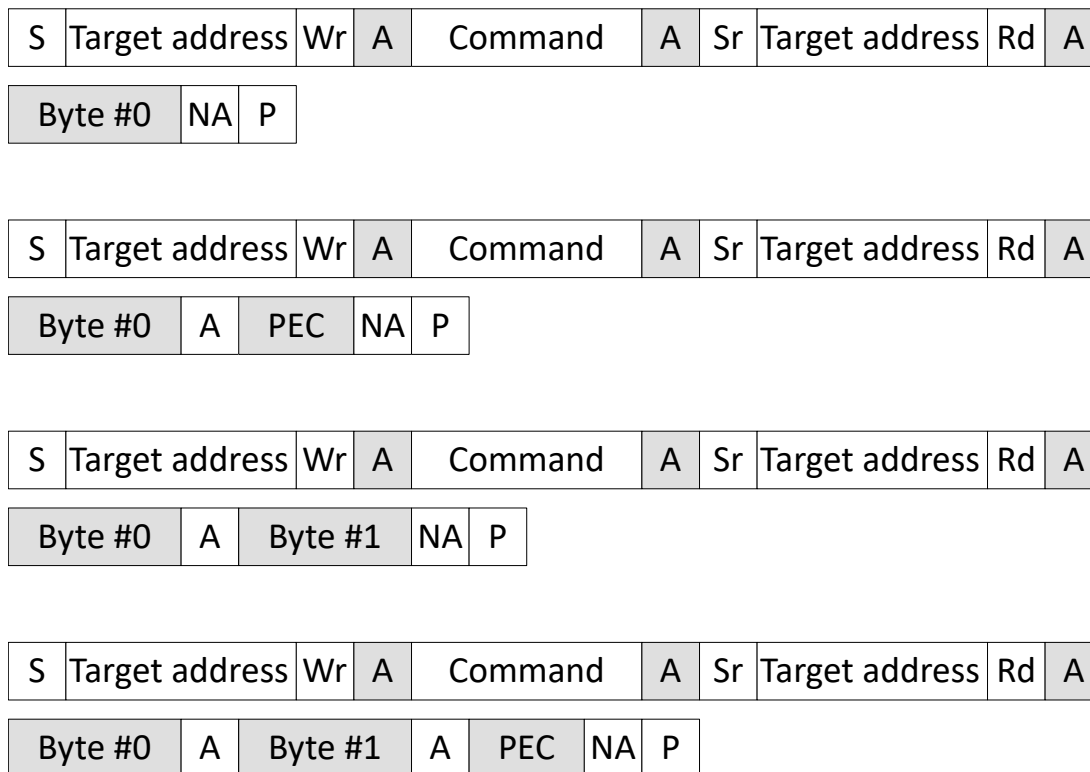 S Target address Wr A Command A Sr Target address Rd A
Byte #0 NA P
S Target address Wr A Command A Sr Target address Rd A
Byte #0 A PEC NA P
S Target address Wr A Command A Sr Target address Rd A
Byte #0 A Byte #1 NA P
S Target address Wr A Command A Sr Target address Rd A
Byte #0 A Byte #1 A PEC NA P